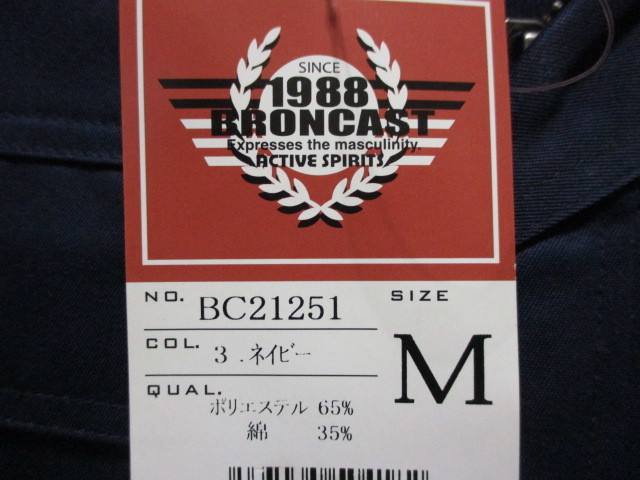 SINCE
1988
BRONCAST
Expresses the masculinity.
ACTIVE SPIRITS
NO. BC21251
SIZE
COL. 3 . ネイビー
M
QUAL.
ポリエステル 65%
綿 35%